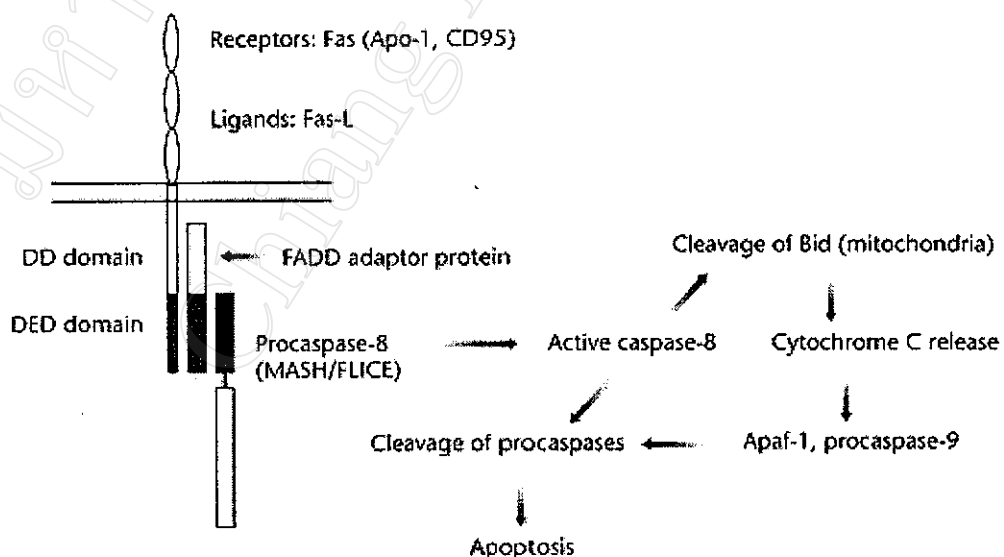 Receptors: Fas (Apo-1, CD95)
Ligands: Fas-L
DD domain
FADD adaptor protein
Cleavage of Bid (mitochondria)
DED domain
Procaspase-8
(MASH/FLICE)
Active caspase-8
Cytochrome C release
Cleavage of procaspases
Apaf-1, procaspase-9
Apoptosis
Chiang